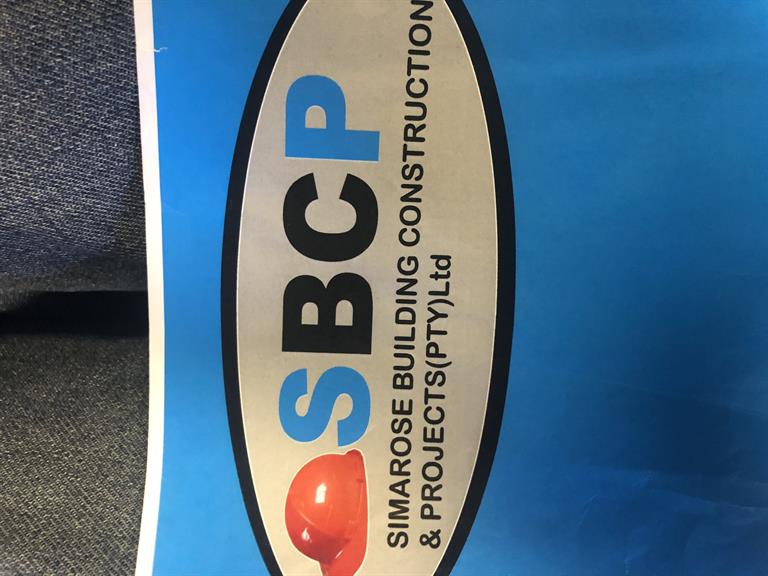 SBCP
SIMAROSE BUILDING CONSTRUCTION
& PROJECTS(PTY)Ltd